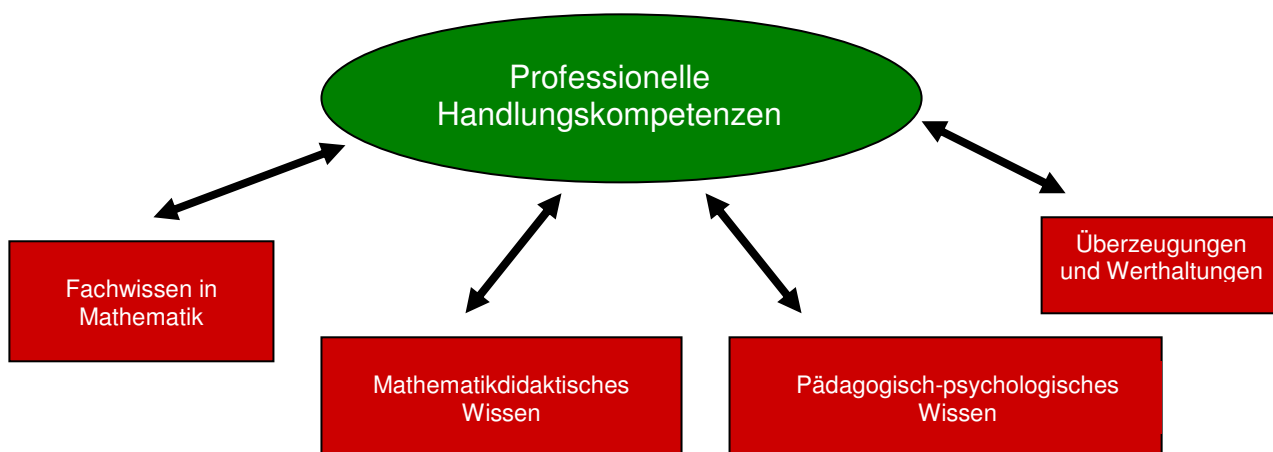 Professionelle
Handlungskompetenzen
Fachwissen in
Mathematik
Mathematikdidaktisches
Wissen
Pädagogisch-psychologisches
Wissen
Überzeugungen
und Werthaltungen